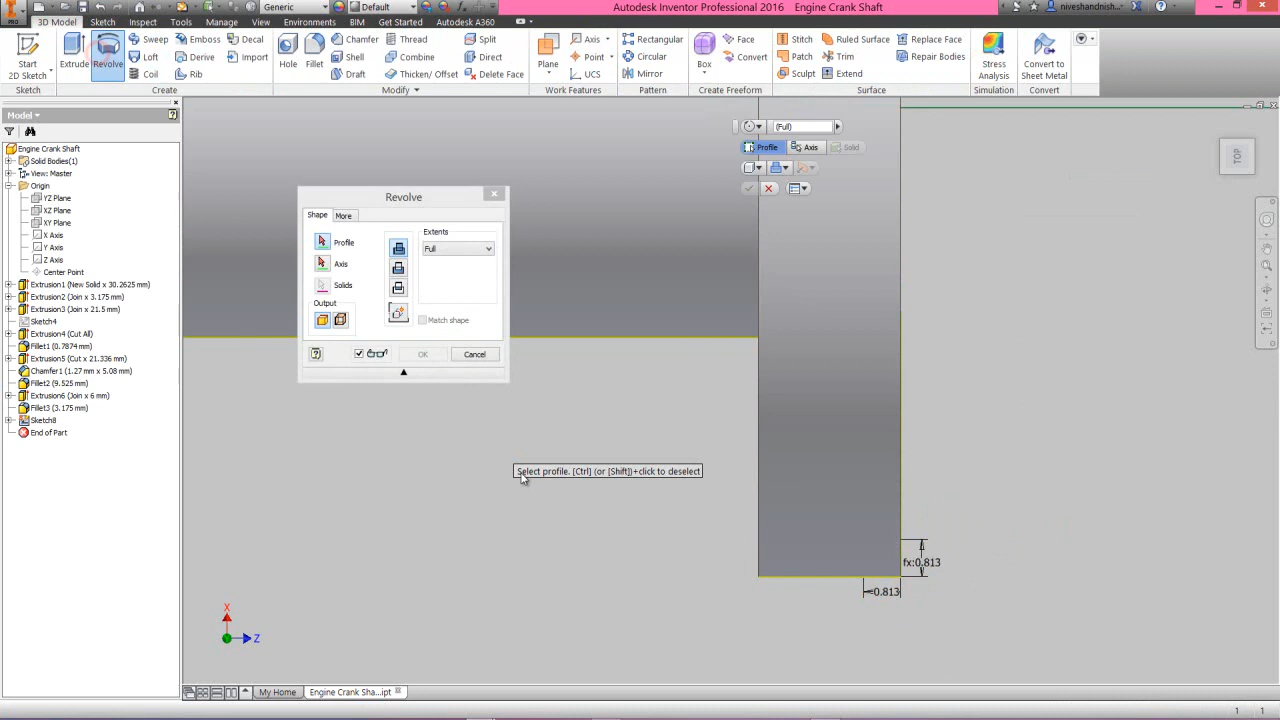 PRO
Generic
Default
Autodesk Inventor Professional 2016 Engine Crank Shaft
niveshandnish...
3D Model Sketch Inspect Tools Manage View Environments BIM Get Started Autodesk A360
Start
2D Sketch
Extrude
Revolve
Sweep
Loft
Coil
Emboss
Derive
Rib
Decal
Import
Hole
Fillet
Chamfer
Shell
Draft
Thread
Combine
Thicken/ Offset
Split
Direct
Delete Face
Plane
Axis
Point
UCS
Rectangular
Circular
Mirror
Box
Face
Convert
Stitch
Patch
Sculpt
Ruled Surface
Trim
Extend
Replace Face
Repair Bodies
Stress
Analysis
Convert to
Sheet Metal
Sketch Create Modify Work Features Pattern Create Freeform Surface Simulation Convert
Model
Engine Crank Shaft
Solid Bodies(1)
View: Master
Origin
YZ Plane
XZ Plane
XY Plane
X Axis
Y Axis
Z Axis
Center Point
Extrusion1 (New Solid x 30.2625 mm)
Extrusion2 (Join x 3.175 mm)
Extrusion3 (Join x 21.5 mm)
Sketch4
Extrusion4 (Cut All)
Fillet1 (0.7874 mm)
Extrusion5 (Cut x 21.336 mm)
Chamfer1 (1.27 mm x 5.08 mm)
Fillet2 (9.525 mm)
Extrusion6 (Join x 6 mm)
Fillet3 (3.175 mm)
Sketch8
End of Part
Revolve
Shape More
Profile
Axis
Solids
Output
Extents
Full
Match shape
OK Cancel
(Full)
Profile Axis Solid
TOP
Select profile. [Ctrl] (or [Shift])+click to deselect
fx:0.813
0.813
X
Z
My Home Engine Crank Sha...ipt
1 1